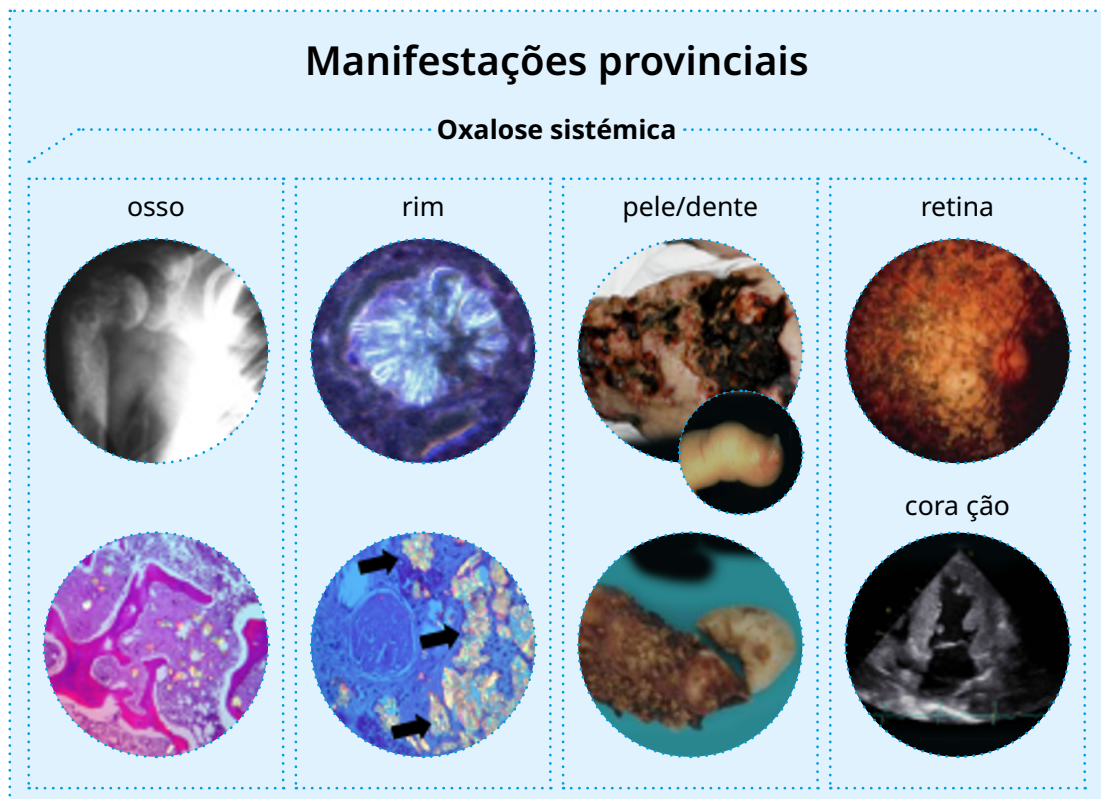 Manifestações provinciais
Oxalose sistémica
osso
rim
pele/dente
retina
cora ção